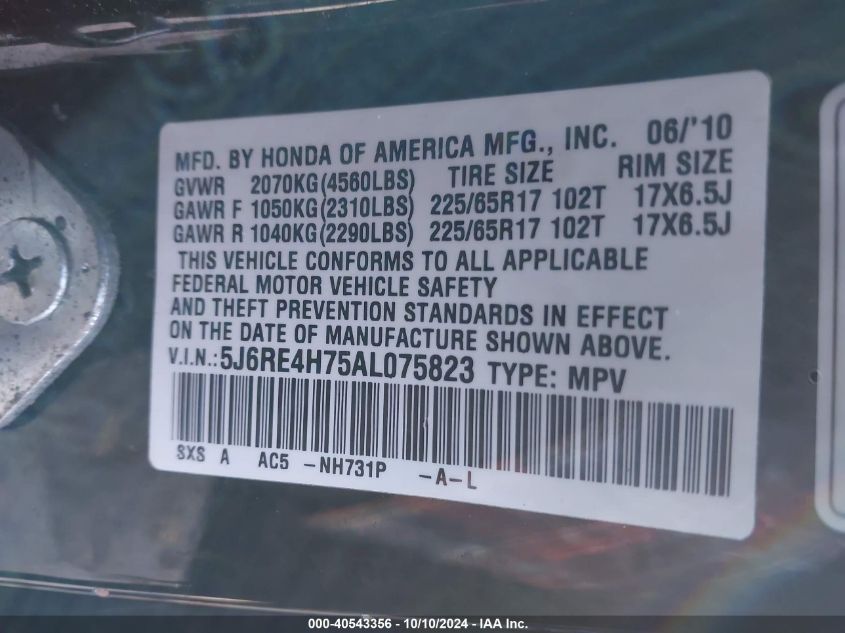 MFD. BY HONDA OF AMERICA MFG., INC. 06/'10
GVWR 2070KG(4560LBS) TIRE SIZE RIM SIZE
GAWR F 1050KG(2310LBS) 225/65R17 102T 17X6.5J
GAWR R 1040KG(2290LBS) 225/65R17 102T 17X6.5J
THIS VEHICLE CONFORMS TO ALL APPLICABLE
FEDERAL MOTOR VEHICLE SAFETY
AND THEFT PREVENTION STANDARDS IN EFFECT
ON THE DATE OF MANUFACTURE SHOWN ABOVE.
V.I.N.: 5J6RE4H75AL075823 TYPE: MPV
SXS A AC5 -NH731P -A-L
000-40543356 - 10/10/2024 - IAA Inc.